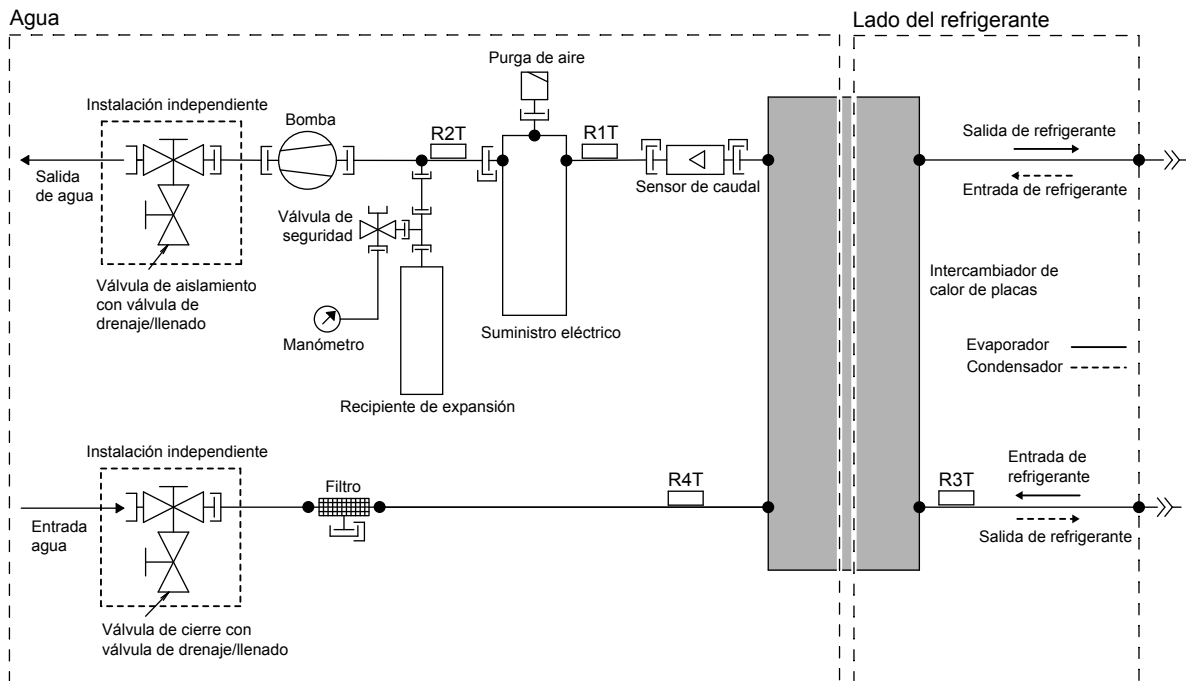 Agua
Lado del refrigerante
Purga de aire
Instalación independiente
Bomba
R2T
R1T
Salida de refrigerante
Salida
de agua
Sensor de caudal
Entrada de refrigerante
Válvula de
seguridad
Válvula de aislamiento
con válvula de
drenaje/llenado
Intercambiador de
calor de placas
Manómetro
Suministro eléctrico
Evaporador
Condensador
Recipiente de expansión
Instalación independiente
Filtro
R4T
R3T
Entrada de
refrigerante
Entrada
agua
Salida de refrigerante
Válvula de cierre con
válvula de drenaje/llenado